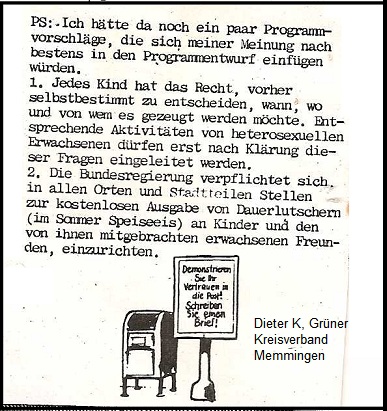 PS: Ich hätte da noch ein paar Programm-
vorschläge, die sich meiner Meinung nach
bestens in den Programmentwurf einfügen
würden.
1. Jedes Kind hat das Recht, vorher
selbstbestimmt zu entscheiden, wann, wo
und von wem es gezeugt werden möchte. Ent-
sprechende Aktivitäten von heterosexuellen
Erwachsenen dürfen erst nach Klärung die-
ser Fragen eingeleitet werden.
2. Die Bundesregierung verpflichtet sich.
in allen Orten und Stadtteilen Stellen
zur kostenlosen Ausgabe von Dauerlutschern
(im Sommer Speiseeis) an Kinder und den
von ihnen mitgebrachten erwachsenen Freun-
den, einzurichten.
Demonstrieren
Sie Ihr
Vertrauen in
die Post!
Schreiben
Sie einen
Brief!
Dieter K, Grüner
Kreisverband
Memmingen